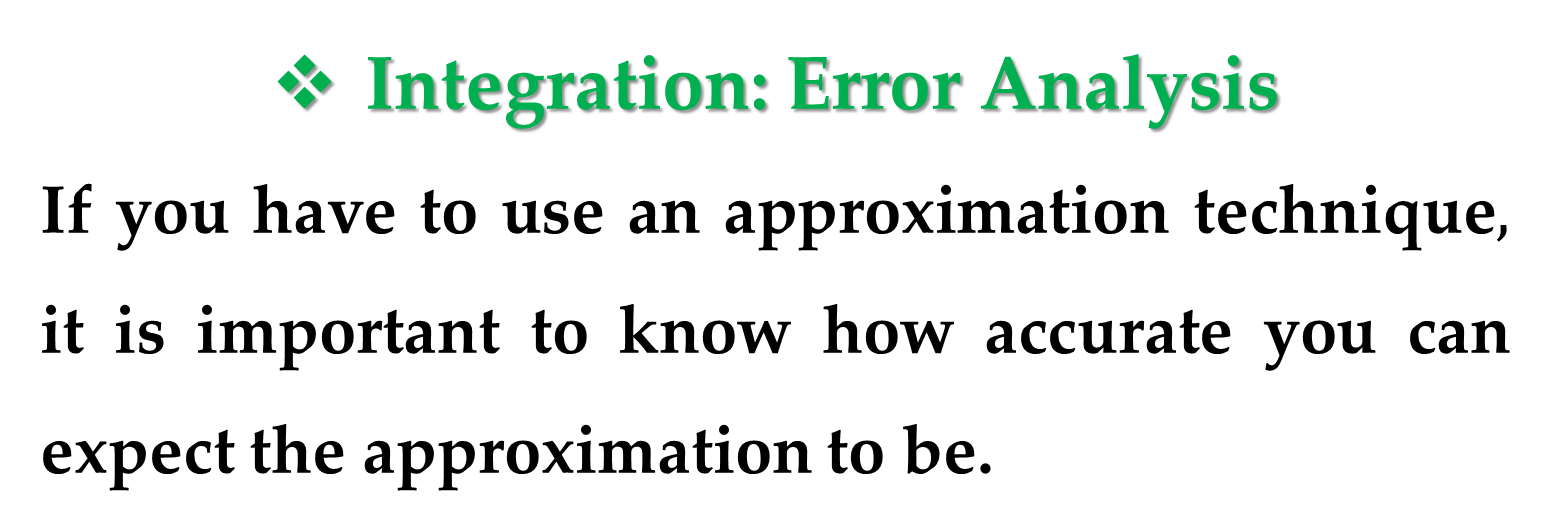 ❖ Integration: Error Analysis
If you have to use an approximation technique,
it is important to know how accurate you can
expect the approximation to be.